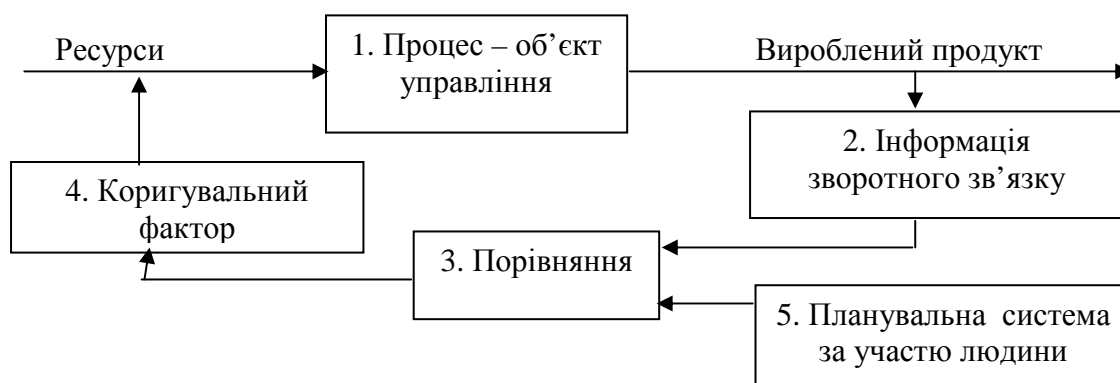 Ресурси
1. Процес – об’єкт
управління
Вироблений продукт
2. Інформація
зворотного зв’язку
4. Коригувальний
фактор
3. Порівняння
5. Планувальна система
за участю людини